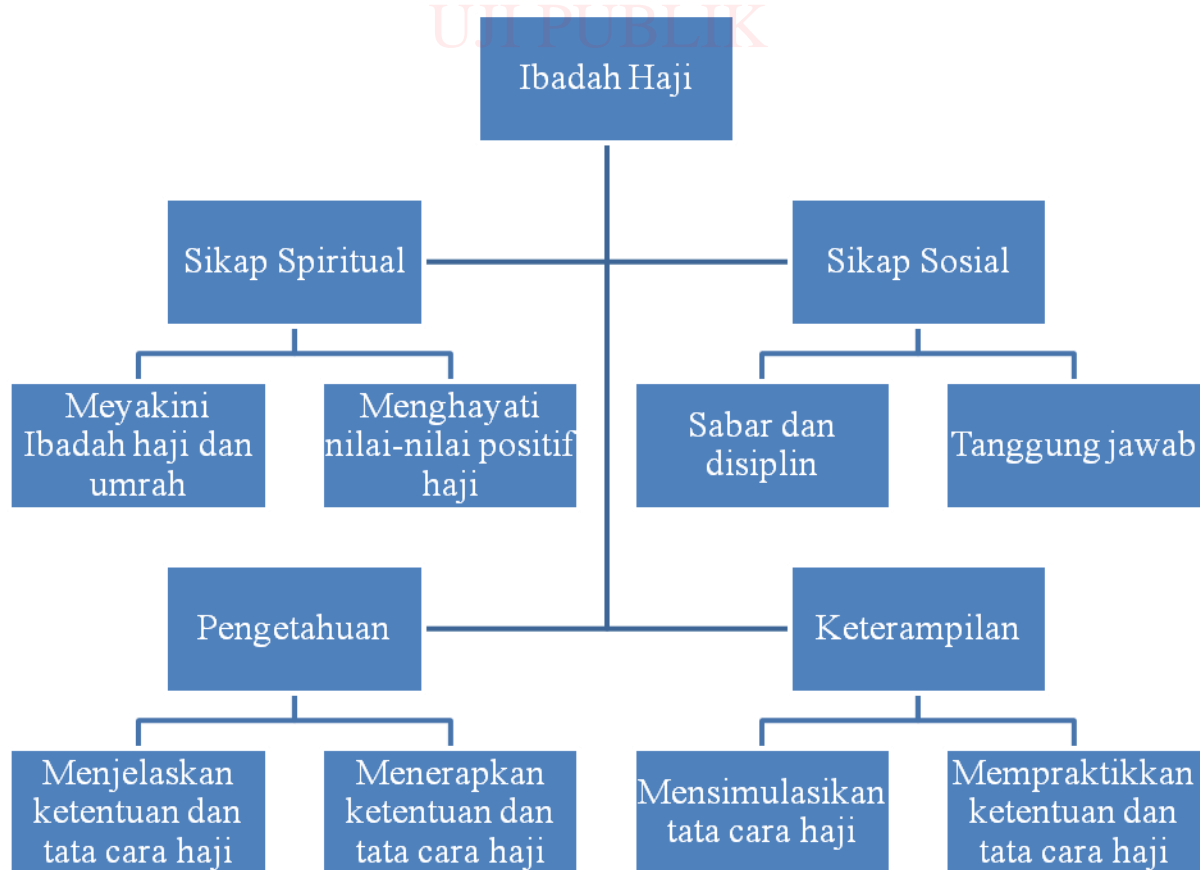 UJI PUBLIK
Ibadah Haji
Sikap Spiritual
Sikap Sosial
Meyakini
Ibadah haji dan
umrah
Menghayati
nilai-nilai positif
haji
Sabar dan
disiplin
Tanggung jawab
Pengetahuan
Keterampilan
Menjelaskan
ketentuan dan
tata cara haji
Menerapkan
ketentuan dan
tata cara haji
Mensimulasikan
tata cara haji
Mempraktikkan
ketentuan dan
tata cara haji